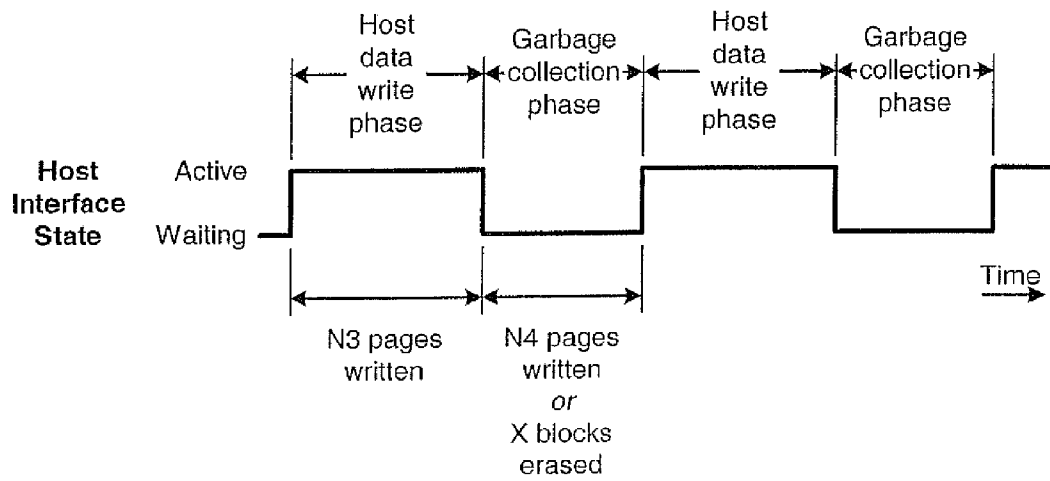 Host
data
write
phase
Garbage
collection
phase
Host
data
write
phase
Garbage
collection
phase
Host
Interface
State
Active
Waiting
Time
N3 pages
written
N4 pages
written
or
X blocks
erased